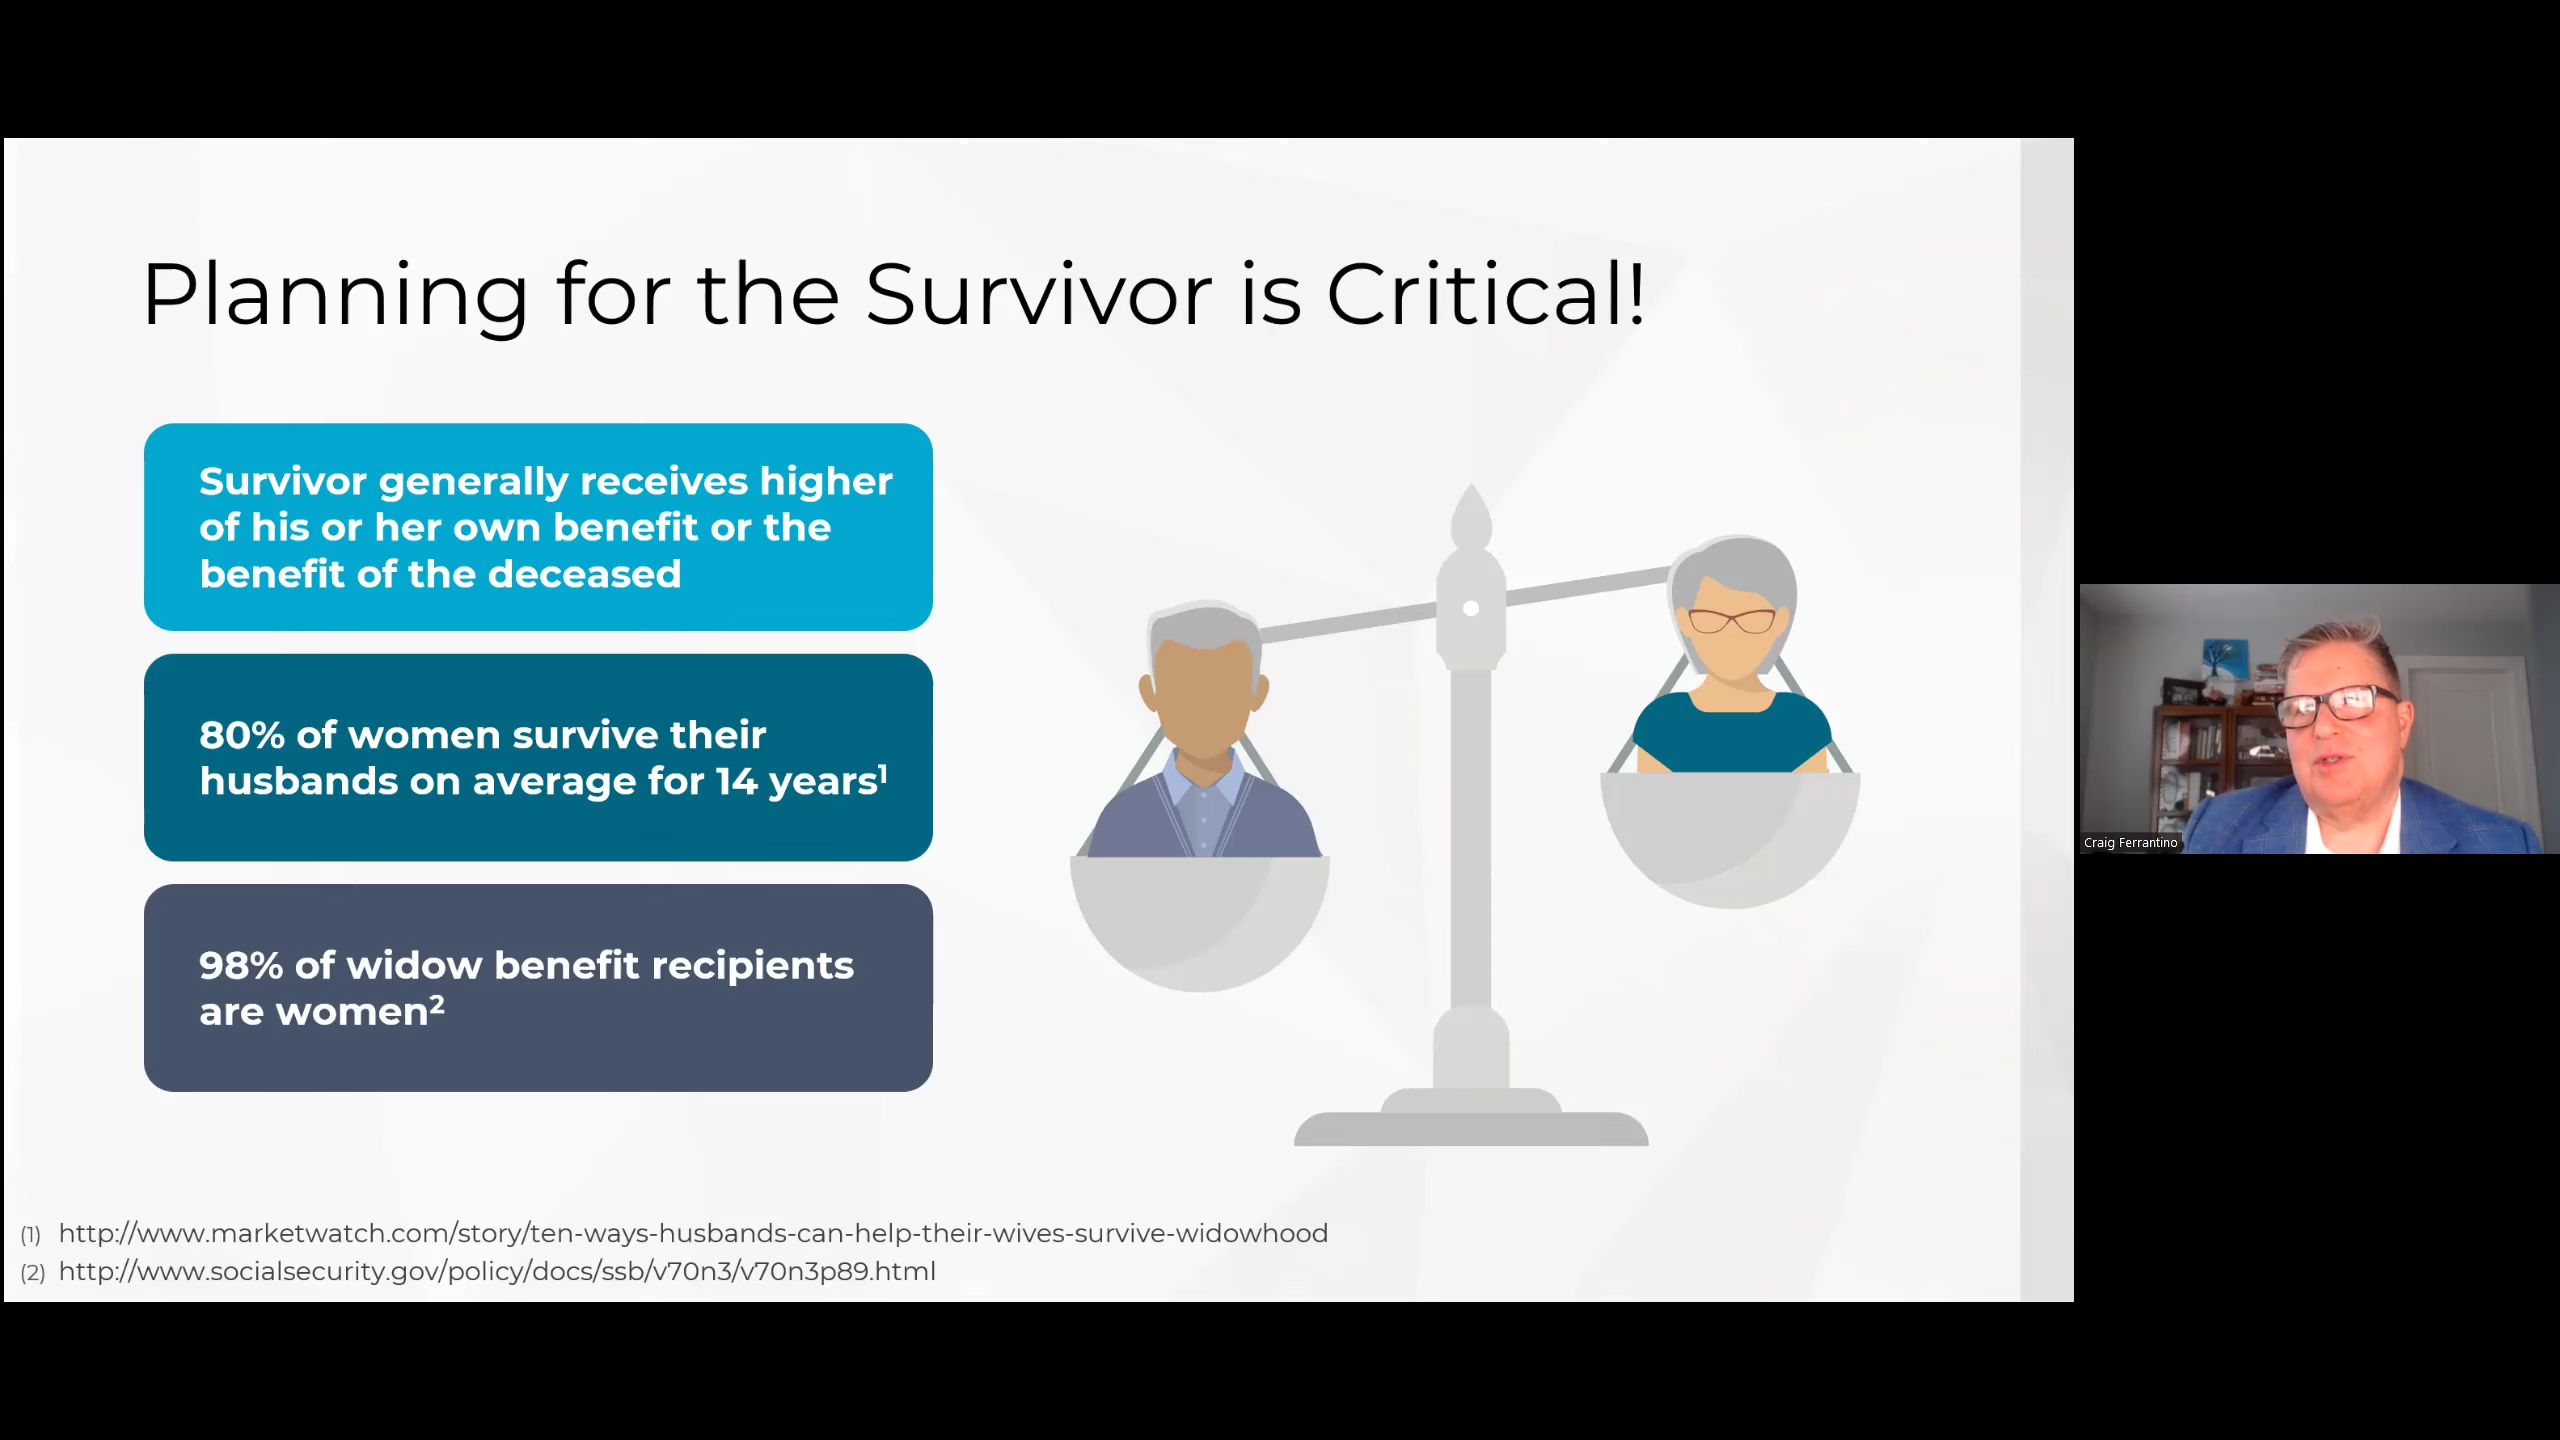 Planning for the Survivor is Critical!
Survivor generally receives higher
of his or her own benefit or the
benefit of the deceased
80% of women survive their
husbands on average for 14 years¹
98% of widow benefit recipients
are women²
(1) http://www.marketwatch.com/story/ten-ways-husbands-can-help-their-wives-survive-widowhood
(2) http://www.socialsecurity.gov/policy/docs/ssb/v70n3/v70n3p89.html
Craig Ferrantino